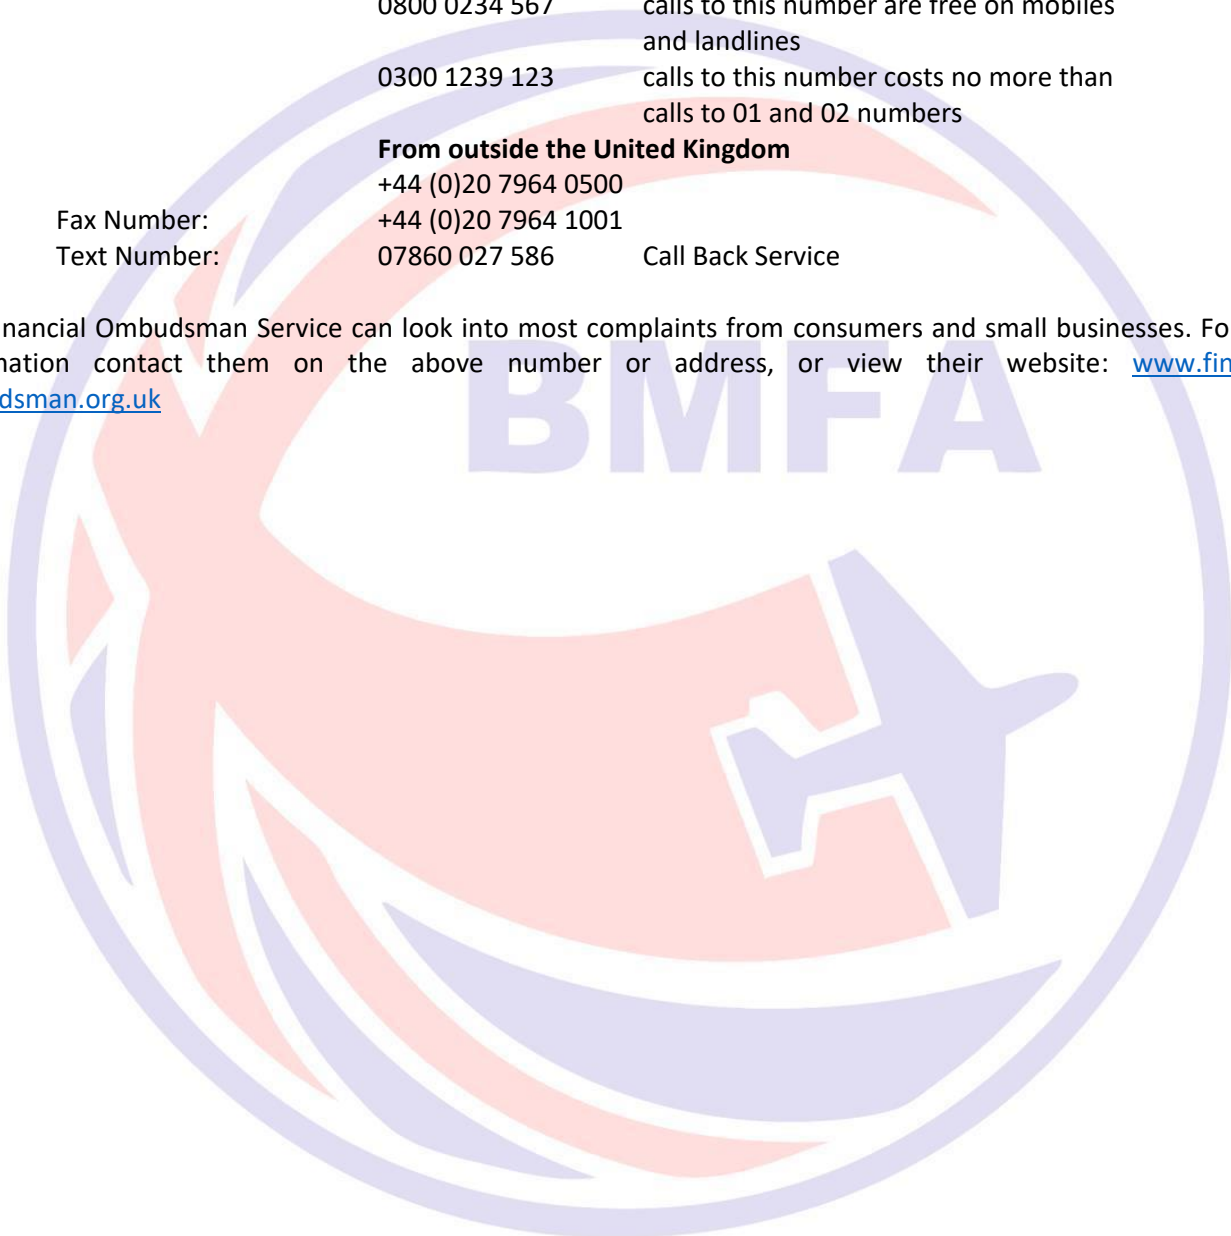 0800 0234 567 calls to this number are free on mobiles
and landlines
0300 1239 123 calls to this number costs no more than
calls to 01 and 02 numbers
From outside the United Kingdom
+44 (0)20 7964 0500
Fax Number: +44 (0)20 7964 1001
Text Number: 07860 027 586 Call Back Service
nancial Ombudsman Service can look into most complaints from consumers and small businesses. Fo
mation contact them on the above number or address, or view their website: www.fin
dsman.org.uk
BMFA